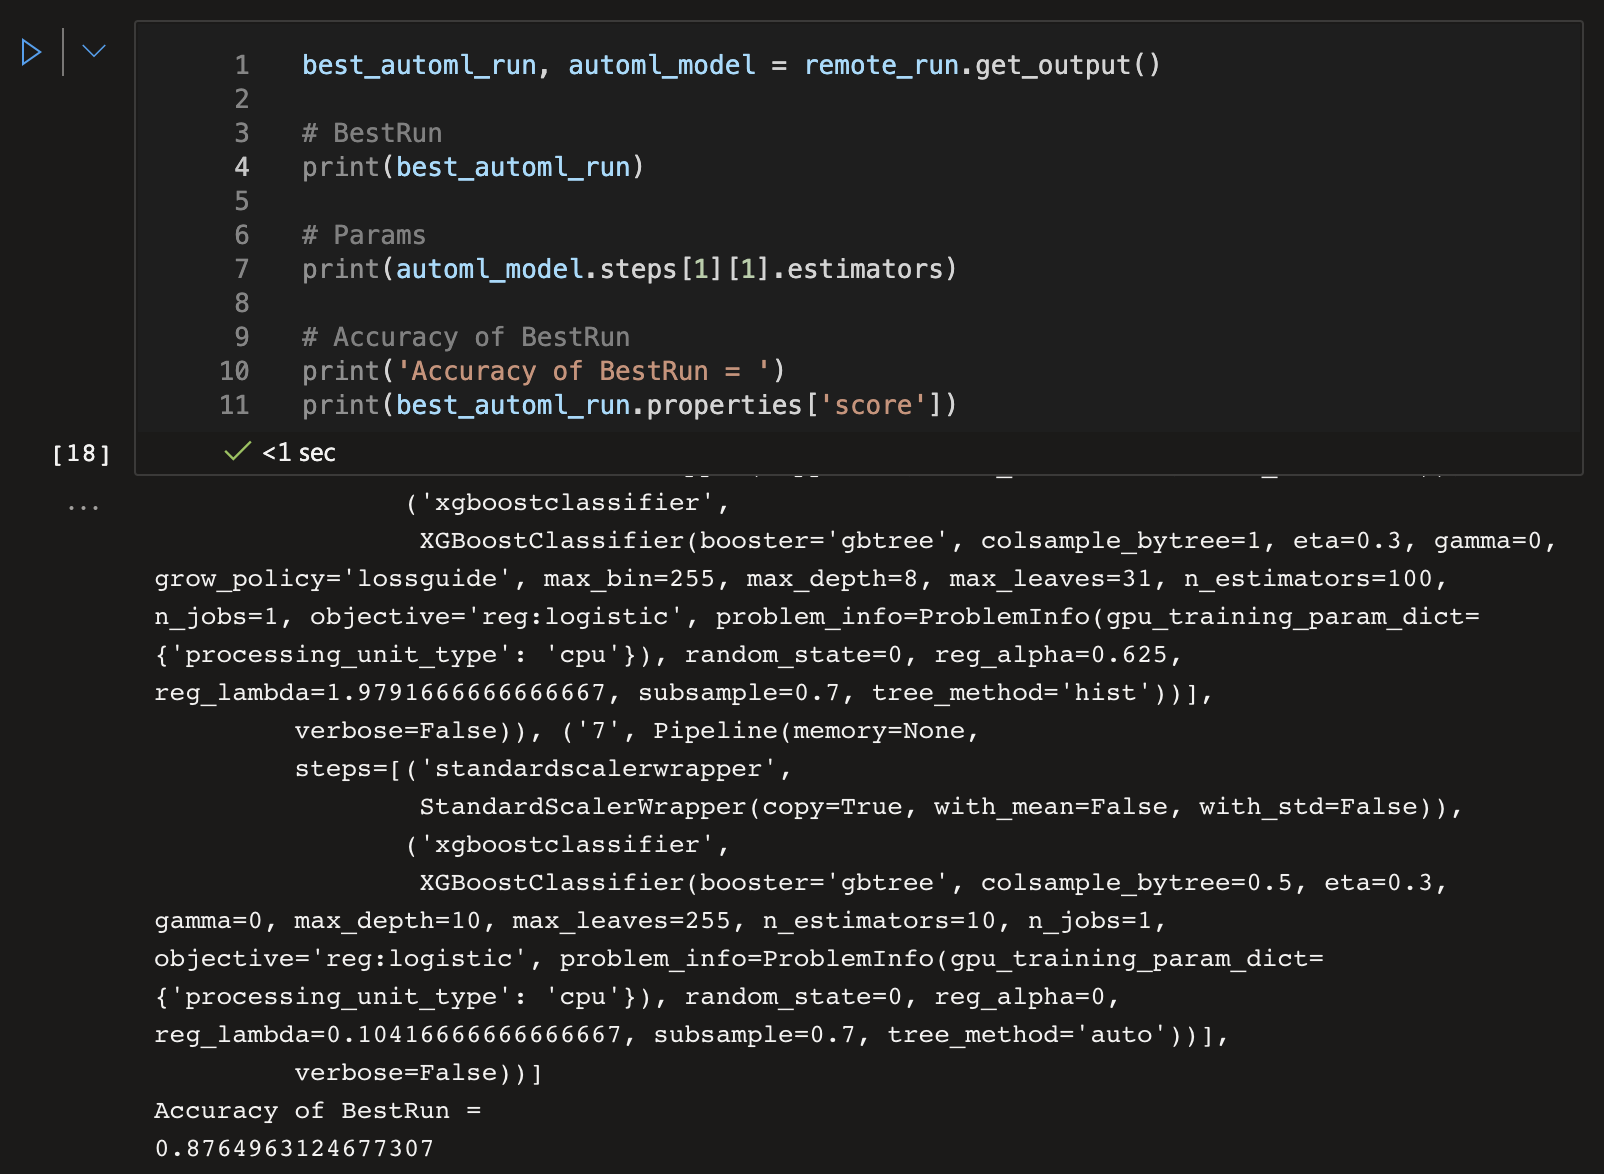 1 best_automl_run, automl_model = remote_run.get_output()
2
3 # BestRun
4 print(best_automl_run)
5
6 # Params
7 print(automl_model.steps[1][1].estimators)
8
9 # Accuracy of BestRun
10 print('Accuracy of BestRun = ')
11 print(best_automl_run.properties['score'])
[18] <1 sec
...
('xgboostclassifier',
XGBoostClassifier(booster='gbtree', colsample_bytree=1, eta=0.3, gamma=0,
grow_policy='lossguide', max_bin=255, max_depth=8, max_leaves=31, n_estimators=100,
n_jobs=1, objective='reg:logistic', problem_info=ProblemInfo(gpu_training_param_dict=
{'processing_unit_type': 'cpu'}), random_state=0, reg_alpha=0.625,
reg_lambda=1.9791666666666667, subsample=0.7, tree_method='hist'))],
verbose=False)), ('7', Pipeline(memory=None,
steps=[('standardscalerwrapper',
StandardScalerWrapper(copy=True, with_mean=False, with_std=False)),
('xgboostclassifier',
XGBoostClassifier(booster='gbtree', colsample_bytree=0.5, eta=0.3,
gamma=0, max_depth=10, max_leaves=255, n_estimators=10, n_jobs=1,
objective='reg:logistic', problem_info=ProblemInfo(gpu_training_param_dict=
{'processing_unit_type': 'cpu'}), random_state=0, reg_alpha=0,
reg_lambda=0.10416666666666667, subsample=0.7, tree_method='auto'))],
verbose=False))]
Accuracy of BestRun =
0.8764963124677307